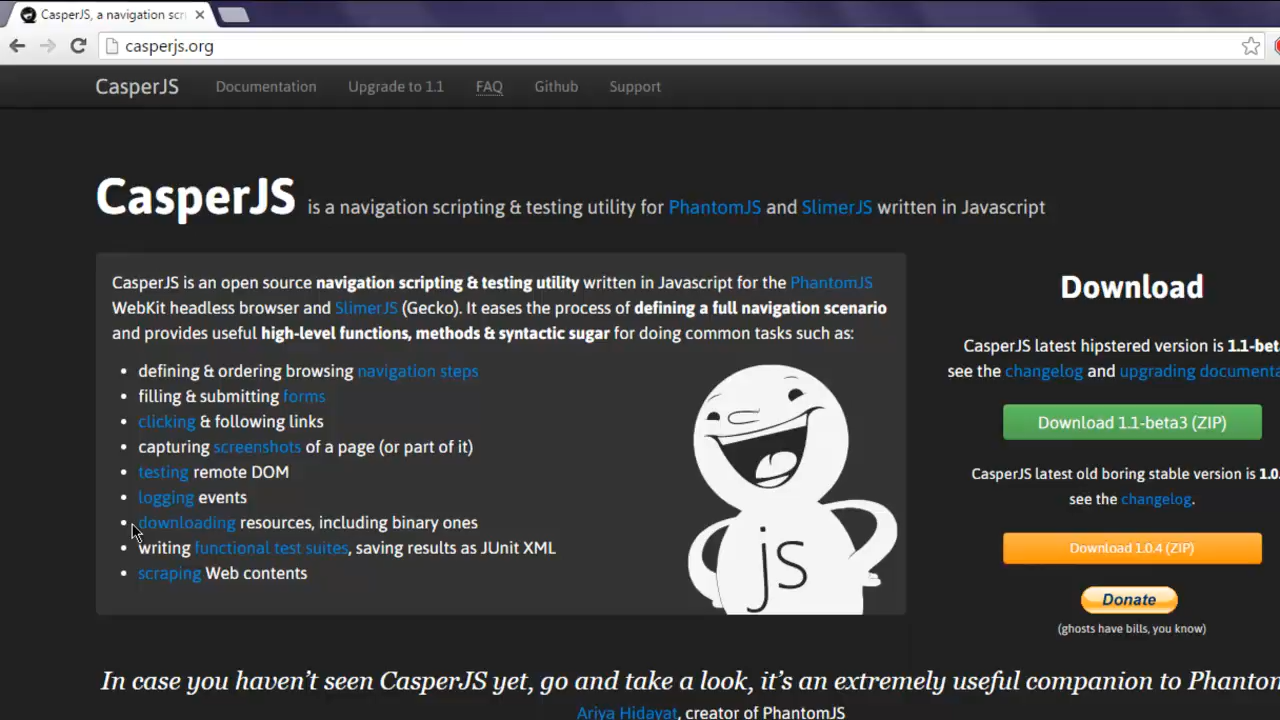 CasperJS, a navigation scr
casperjs.org
CasperJS Documentation Upgrade to 1.1 FAQ Github Support
CasperJS is a navigation scripting & testing utility for PhantomJS and SlimerJS written in Javascript
CasperJS is an open source navigation scripting & testing utility written in Javascript for the PhantomJS
WebKit headless browser and SlimerJS (Gecko). It eases the process of defining a full navigation scenario
and provides useful high-level functions, methods & syntactic sugar for doing common tasks such as:
• defining & ordering browsing navigation steps
• filling & submitting forms
• clicking & following links
• capturing screenshots of a page (or part of it)
• testing remote DOM
• logging events
• downloading resources, including binary ones
• writing functional test suites, saving results as JUnit XML
• scraping Web contents
js
Download
CasperJS latest hipstered version is 1.1-bet
see the changelog and upgrading documenta
Download 1.1-beta3 (ZIP)
CasperJS latest old boring stable version is 1.0.
see the changelog.
Download 1.0.4 (ZIP)
Donate
(ghosts have bills, you know)
In case you haven't seen CasperJS yet, go and take a look, it's an extremely useful companion to Phanton
Ariya Hidayat, creator of PhantomJS